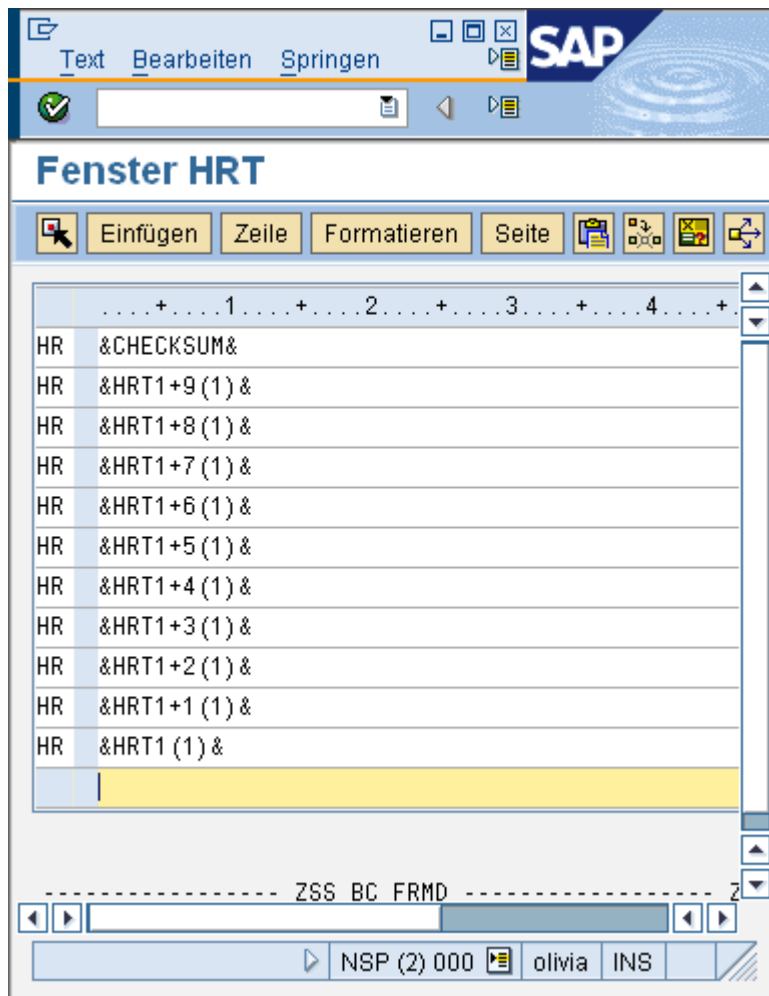 Text Bearbeiten Springen
SAP
Fenster HRT
Einfügen Zeile Formatieren Seite
....+....1....+....2....+....3....+....4....+.
HR &CHECKSUM&
HR &HRT1+9(1)&
HR &HRT1+8(1)&
HR &HRT1+7(1)&
HR &HRT1+6(1)&
HR &HRT1+5(1)&
HR &HRT1+4(1)&
HR &HRT1+3(1)&
HR &HRT1+2(1)&
HR &HRT1+1(1)&
HR &HRT1(1)&
----------------- ZSS BC FRMD ------------------ Z
NSP (2) 000 olivia INS